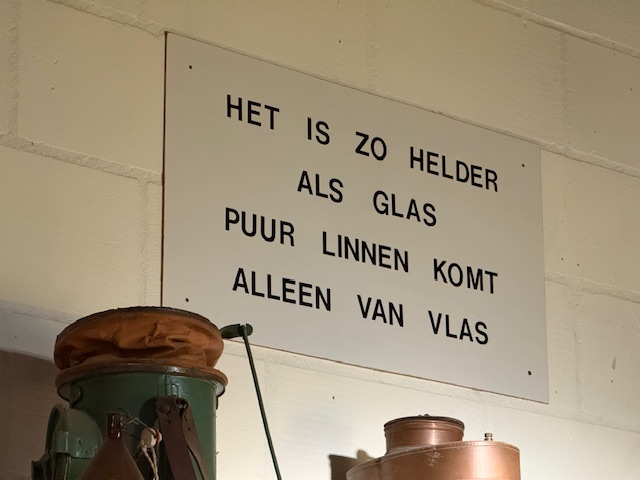 HET IS ZO HELDER
ALS GLAS
PUUR LINNEN KOMT
ALLEEN VAN VLAS